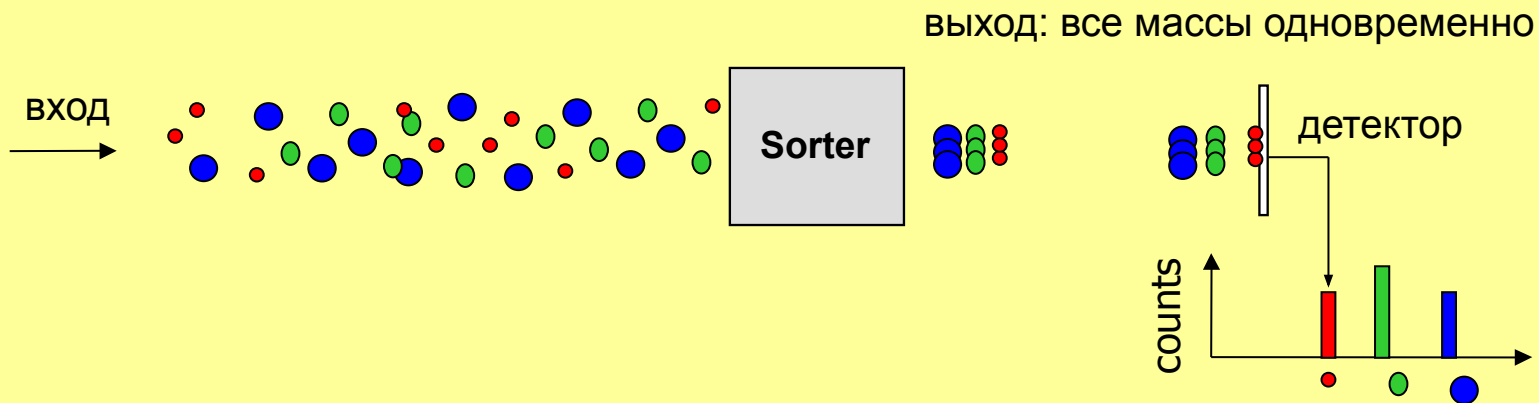 выход: все массы одновременно
вход
Sorter
детектор
counts